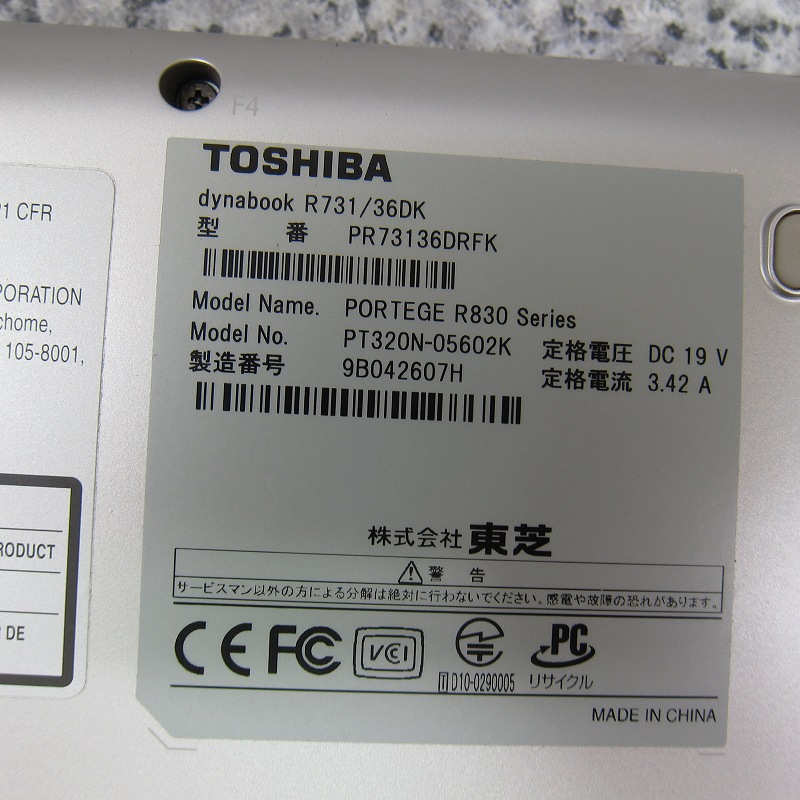 F4
TOSHIBA
dynabook R731/36DK
型 番 PR73136DRFK
Model Name. PORTEGE R830 Series
Model No. PT320N-05602K 定格電圧 DC 19 V
製造番号 9B042607H 定格電流 3.42 A
株式会社 東芝
警 告
サービスマン以外の方による分解は絶対に行わないでください。感電や故障の恐れがあります。
CE FC VCI PC
T D10-0290005 リサイクル
MADE IN CHINA
21 CFR
PORATION
chome,
105-8001,
RODUCT
R DE